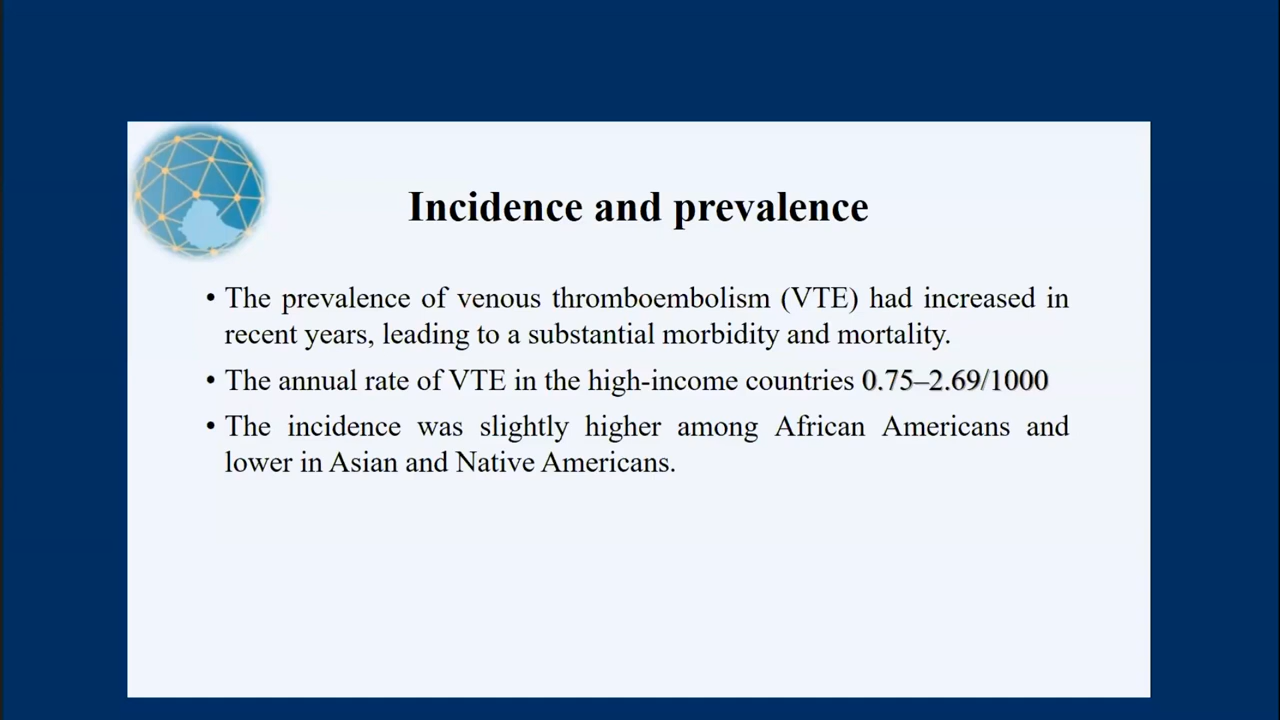 Incidence and prevalence
• The prevalence of venous thromboembolism (VTE) had increased in
recent years, leading to a substantial morbidity and mortality.
• The annual rate of VTE in the high-income countries 0.75–2.69/1000
• The incidence was slightly higher among African Americans and
lower in Asian and Native Americans.